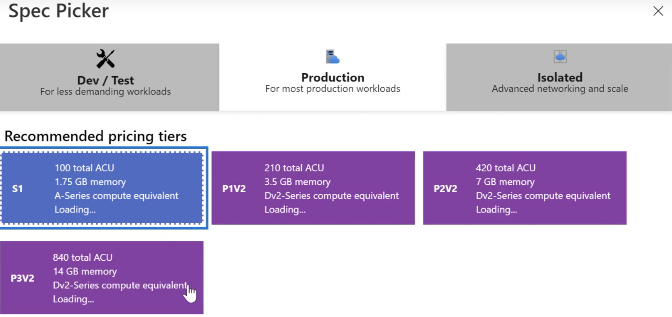 Spec Picker
Dev / Test
For less demanding workloads
Production
For most production workloads
Isolated
Advanced networking and scale
Recommended pricing tiers
S1
100 total ACU
1.75 GB memory
A-Series compute equivalent
Loading...
P1V2
210 total ACU
3.5 GB memory
Dv2-Series compute equivalent
Loading...
P2V2
420 total ACU
7 GB memory
Dv2-Series compute equivalent
Loading...
P3V2
840 total ACU
14 GB memory
Dv2-Series compute equivalent
Loading...